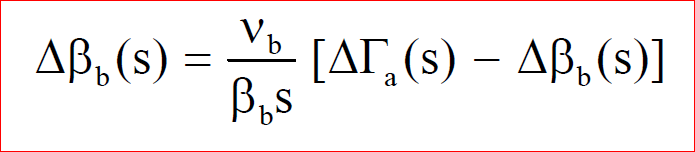 Δβ_b(s) = ν_b / β_b s [ΔΓ_a(s) − Δβ_b(s)]